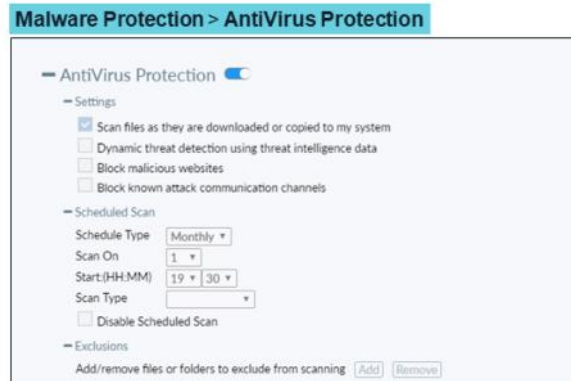 Malware Protection > AntiVirus Protection
AntiVirus Protection
Settings
Scan files as they are downloaded or copied to my system
Dynamic threat detection using threat intelligence data
Block malicious websites
Block known attack communication channels
Scheduled Scan
Schedule Type Monthly
Scan On 1
Start:(HH:MM) 19 30
Scan Type
Disable Scheduled Scan
Exclusions
Add/remove files or folders to exclude from scanning Add Remove